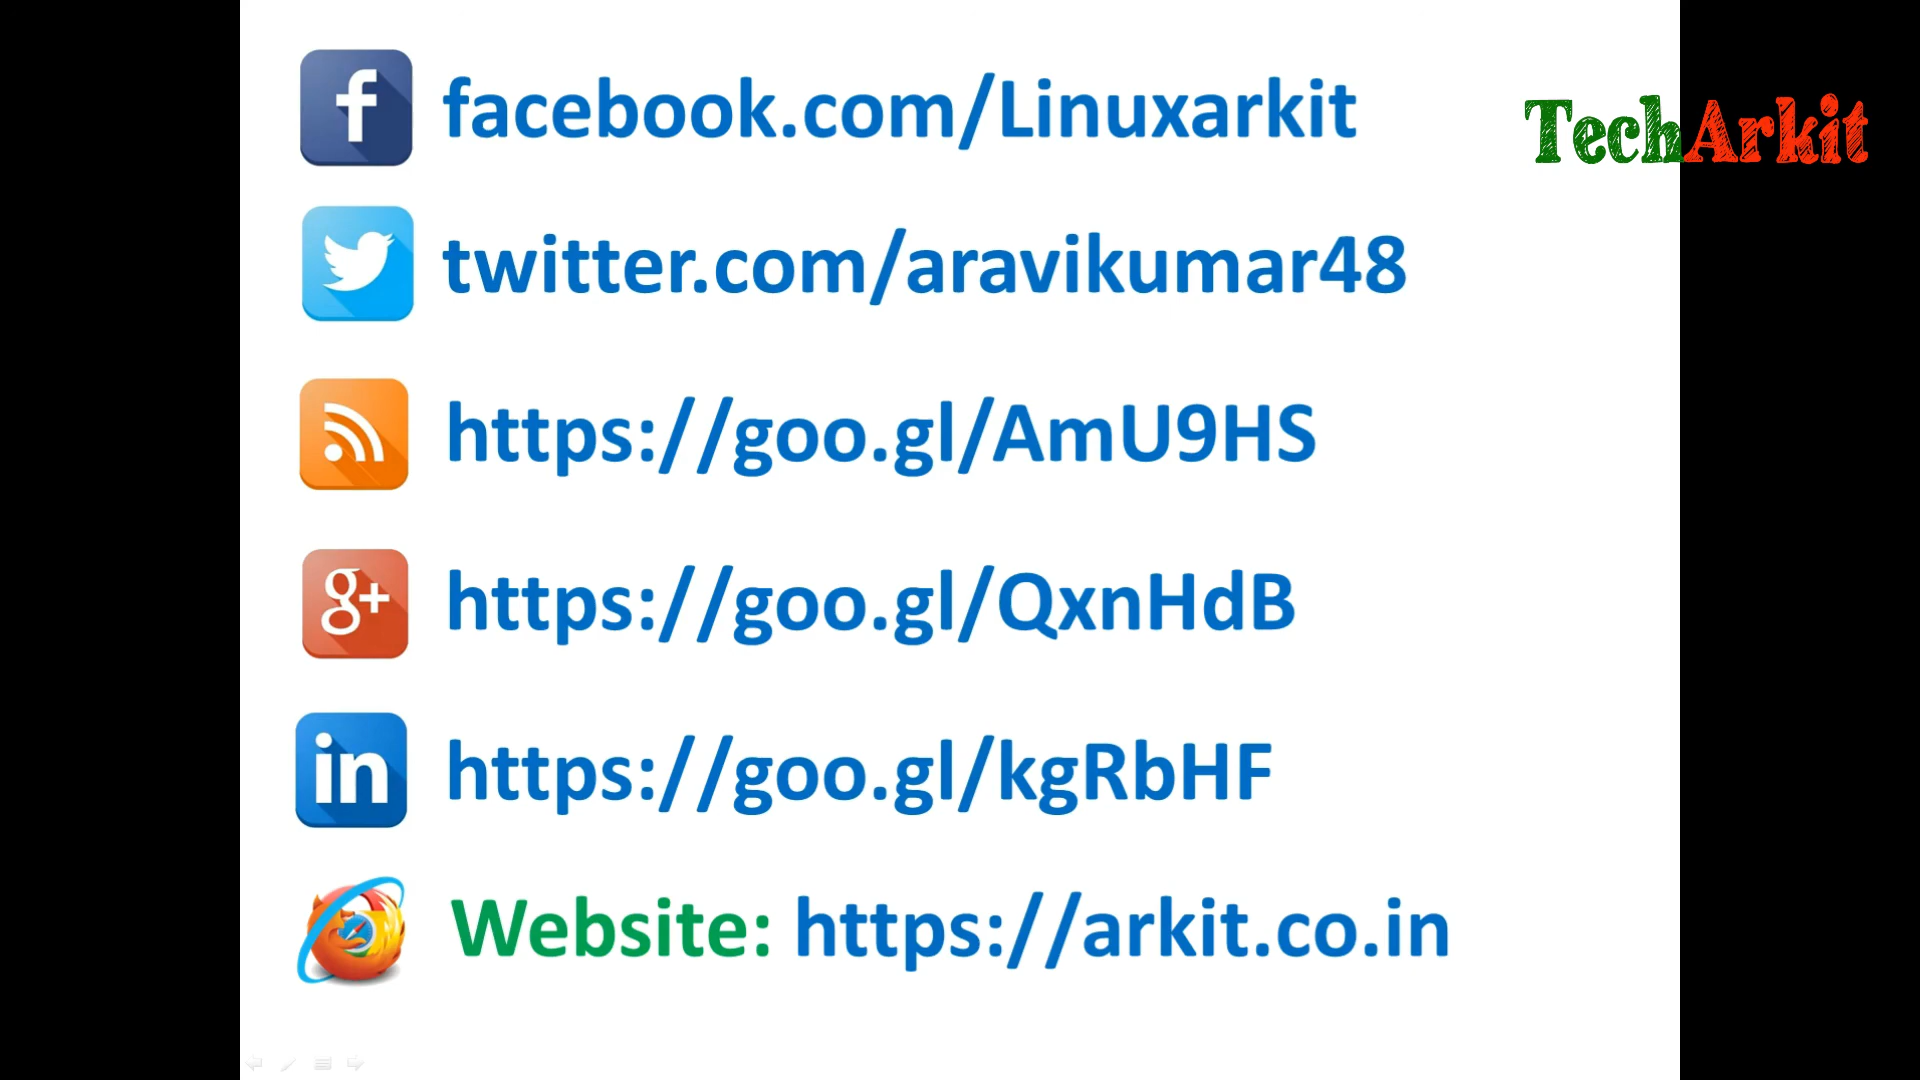 facebook.com/Linuxarkit
TechArkit
twitter.com/aravikumar48
https://goo.gl/AmU9HS
g+ https://goo.gl/QxnHdB
in https://goo.gl/kgRbHF
Website: https://arkit.co.in